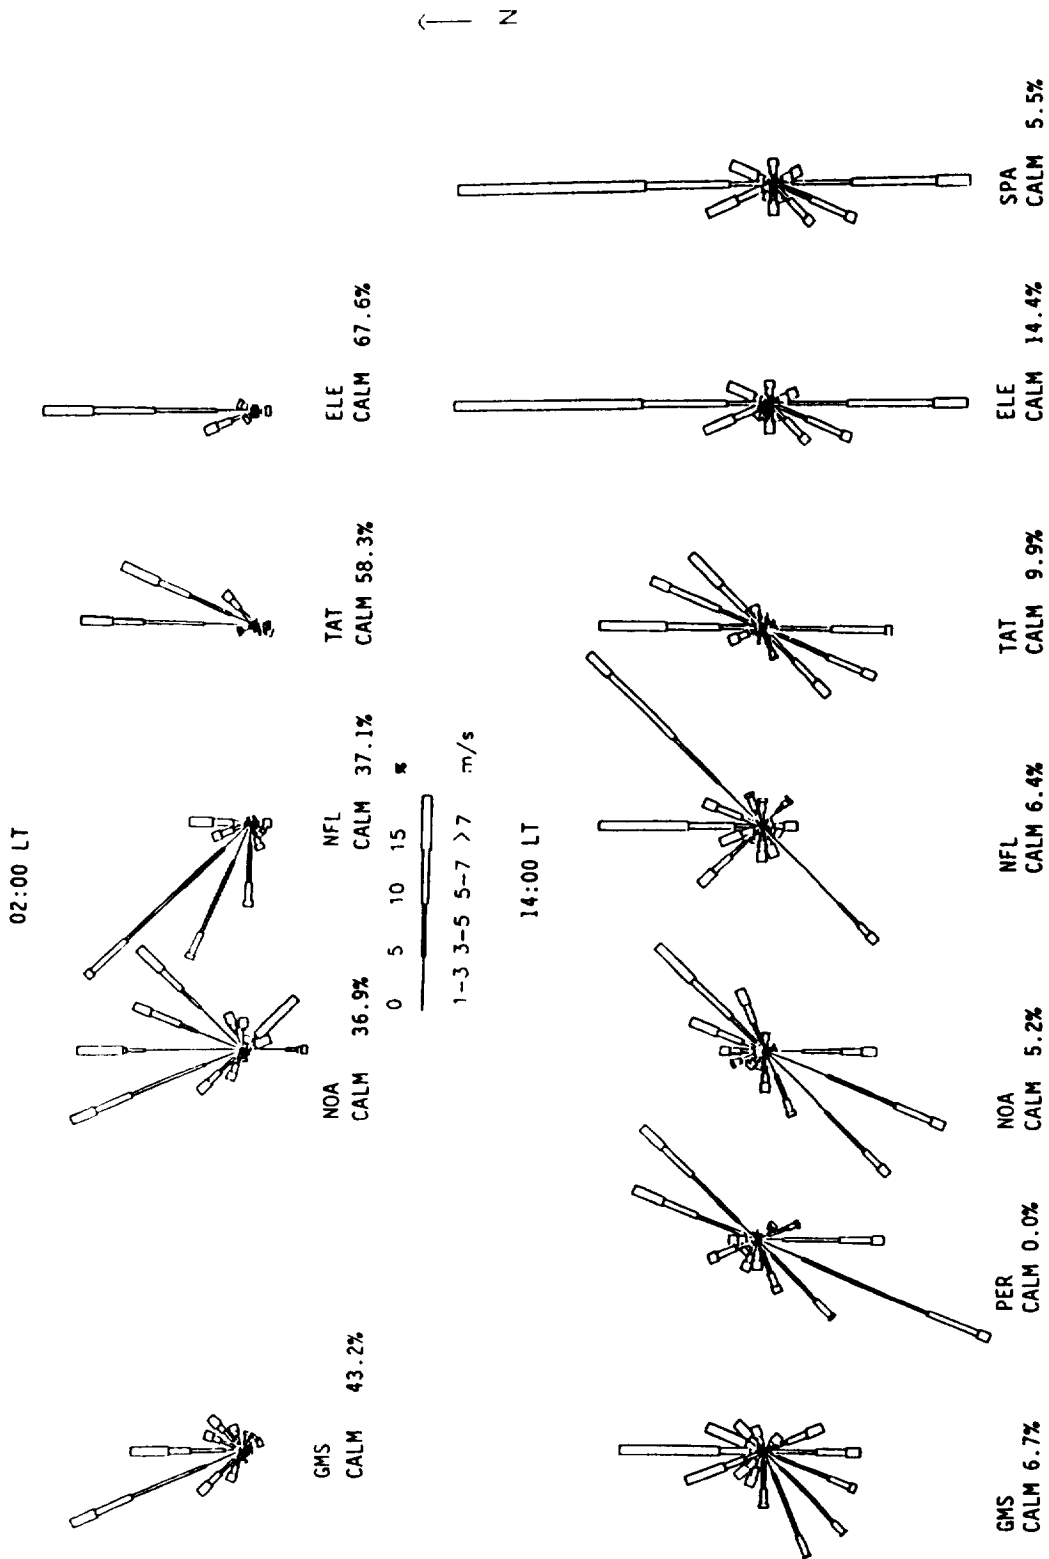 N
02:00 LT
GMS
CALM 43.2%
NOA
CALM 36.9%
NFL
CALM 37.1%
TAT
CALM 58.3%
ELE
CALM 67.6%
0 5 10 15 %
1-3 3-5 5-7 >7 m/s
14:00 LT
GMS
CALM 6.7%
PER
CALM 0.0%
NOA
CALM 5.2%
NFL
CALM 6.4%
TAT
CALM 9.9%
ELE
CALM 14.4%
SPA
CALM 5.5%